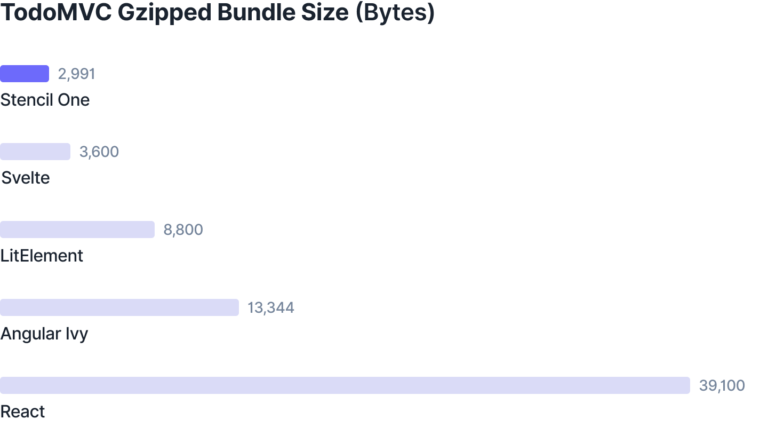 TodoMVC Gzipped Bundle Size (Bytes)
2,991
Stencil One
3,600
Svelte
8,800
LitElement
13,344
Angular Ivy
39,100
React